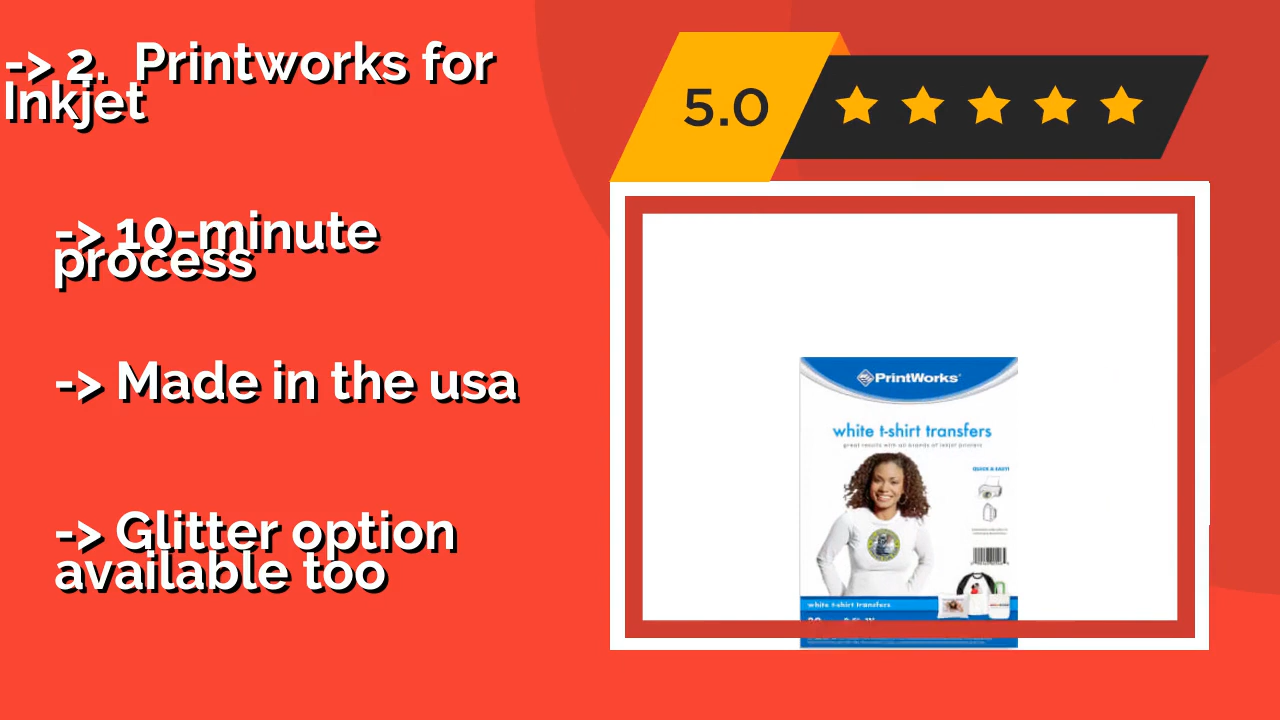 -> 2. Printworks for
Inkjet
5.0
-> 10-minute
process
-> Made in the usa
-> Glitter option
available too
PrintWorks
white t-shirt transfers
great results with all brands of inkjet printers
QUICK & EASY!
white t-shirt transfers